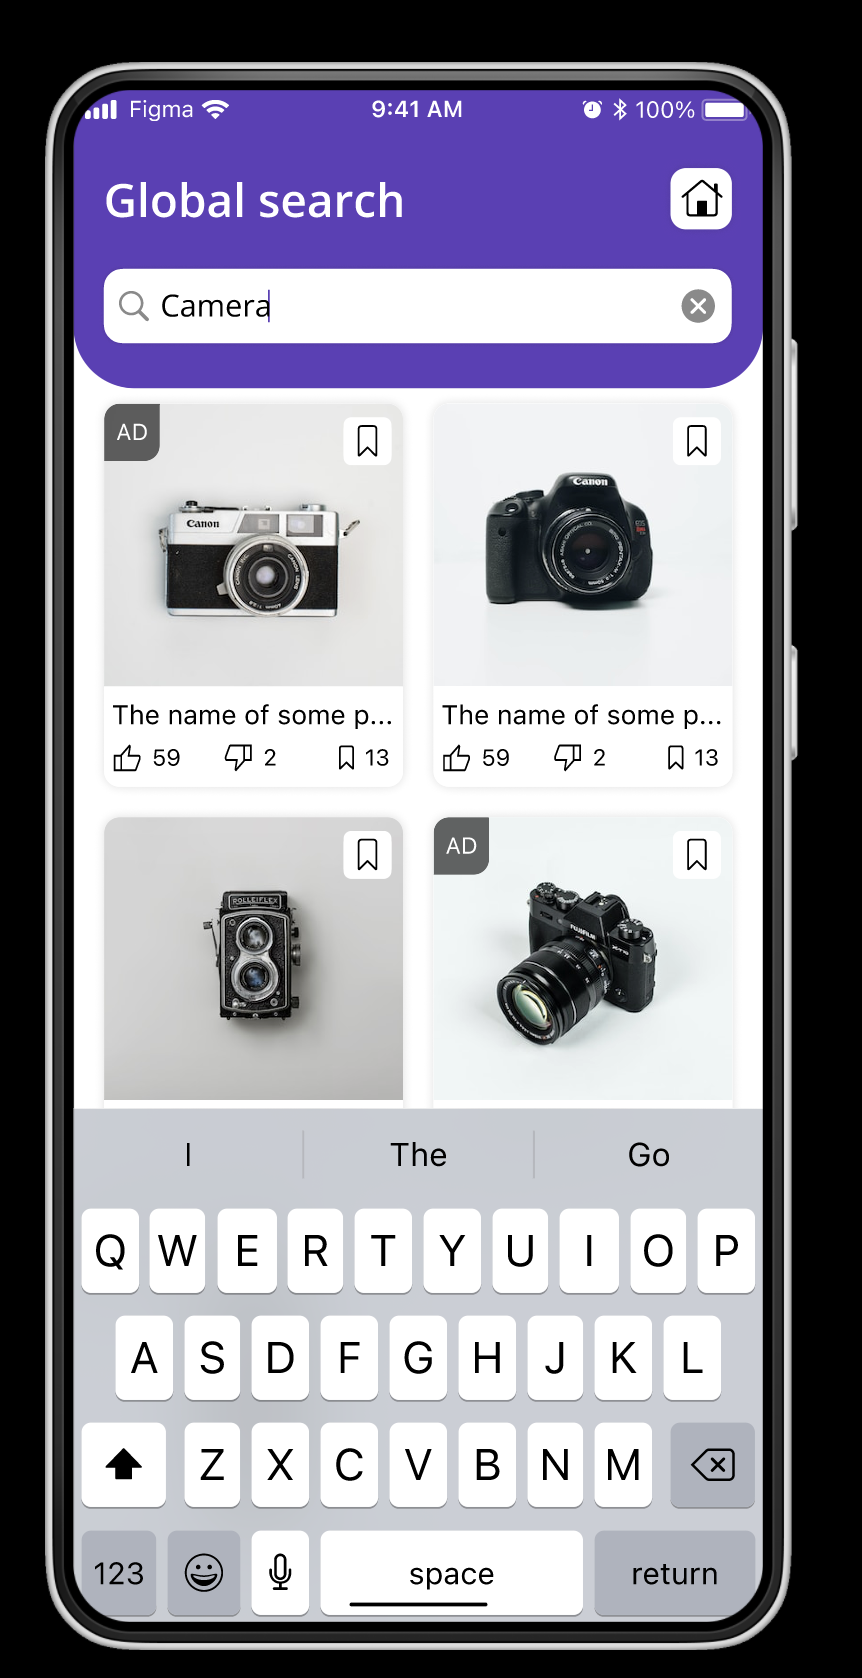 Figma 9:41 AM 100%
Global search
Camera
AD
Canon
Canon
The name of some p...
The name of some p...
59 2 13
59 2 13
AD
ROLLEIFLEX
FUJIFILM
X-T10
I The Go
Q W E R T Y U I O P
A S D F G H J K L
Z X C V B N M
123 space return